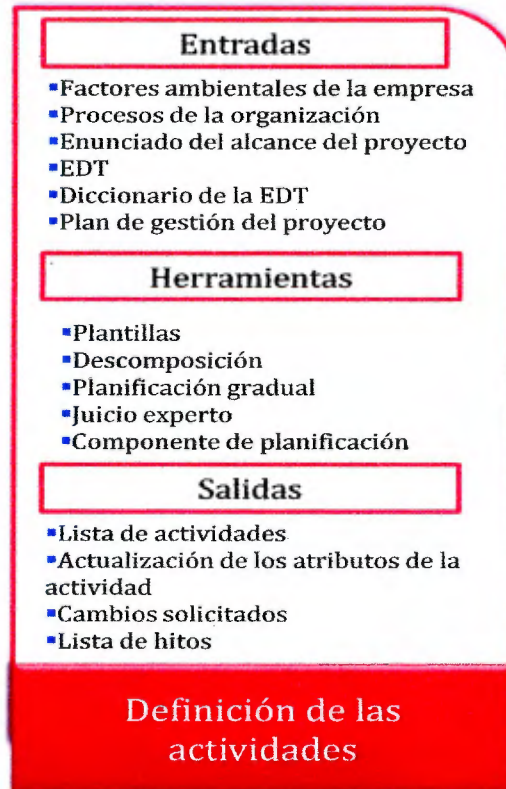 Entradas
▪Factores ambientales de la empresa
▪Procesos de la organización
▪Enunciado del alcance del proyecto
▪EDT
▪Diccionario de la EDT
▪Plan de gestión del proyecto
Herramientas
▪Plantillas
▪Descomposición
▪Planificación gradual
▪Juicio experto
▪Componente de planificación
Salidas
▪Lista de actividades
▪Actualización de los atributos de la
actividad
▪Cambios solicitados
▪Lista de hitos
Definición de las
actividades